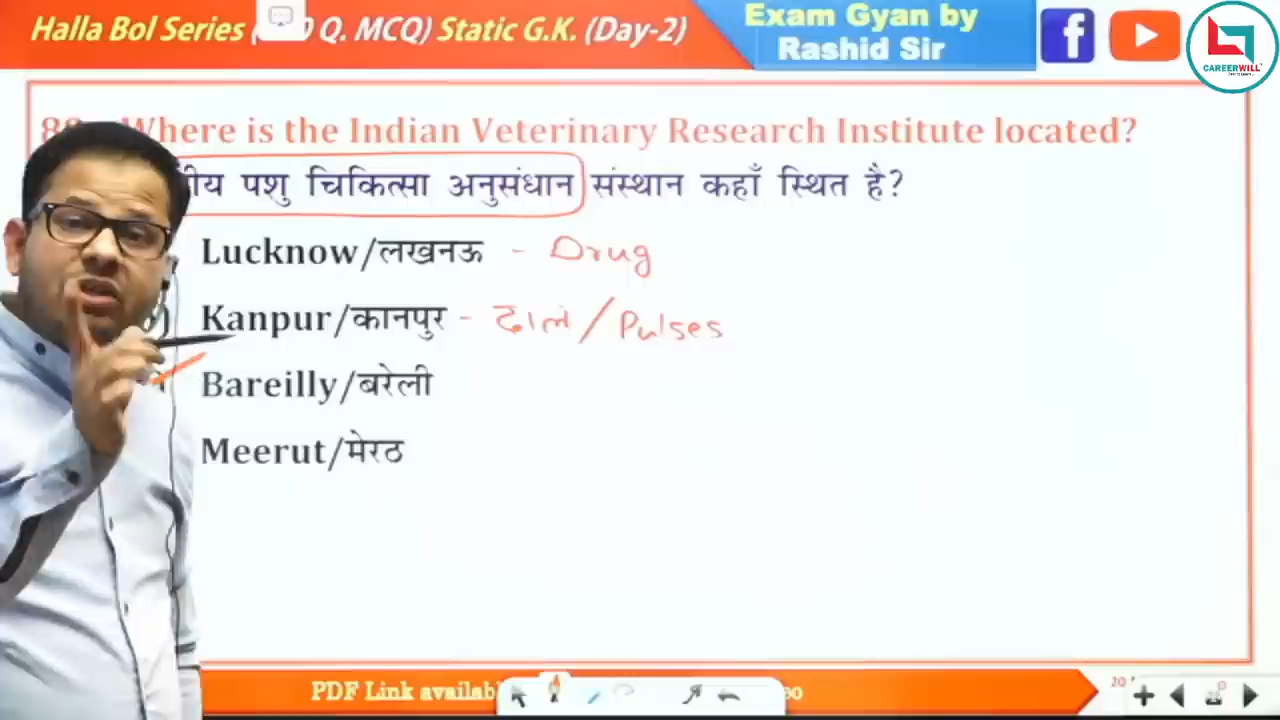 Halla Bol Series Q. MCQ) Static G.K. (Day-2)
Exam Gyan by
Rashid Sir
CAREERWILL
Where is the Indian Veterinary Research Institute located?
पशु चिकित्सा अनुसंधान संस्थान कहाँ स्थित है?
Lucknow/लखनऊ - Drug
Kanpur/कानपुर - दाल / Pulses
Bareilly/बरेली
Meerut/मेरठ
PDF Link